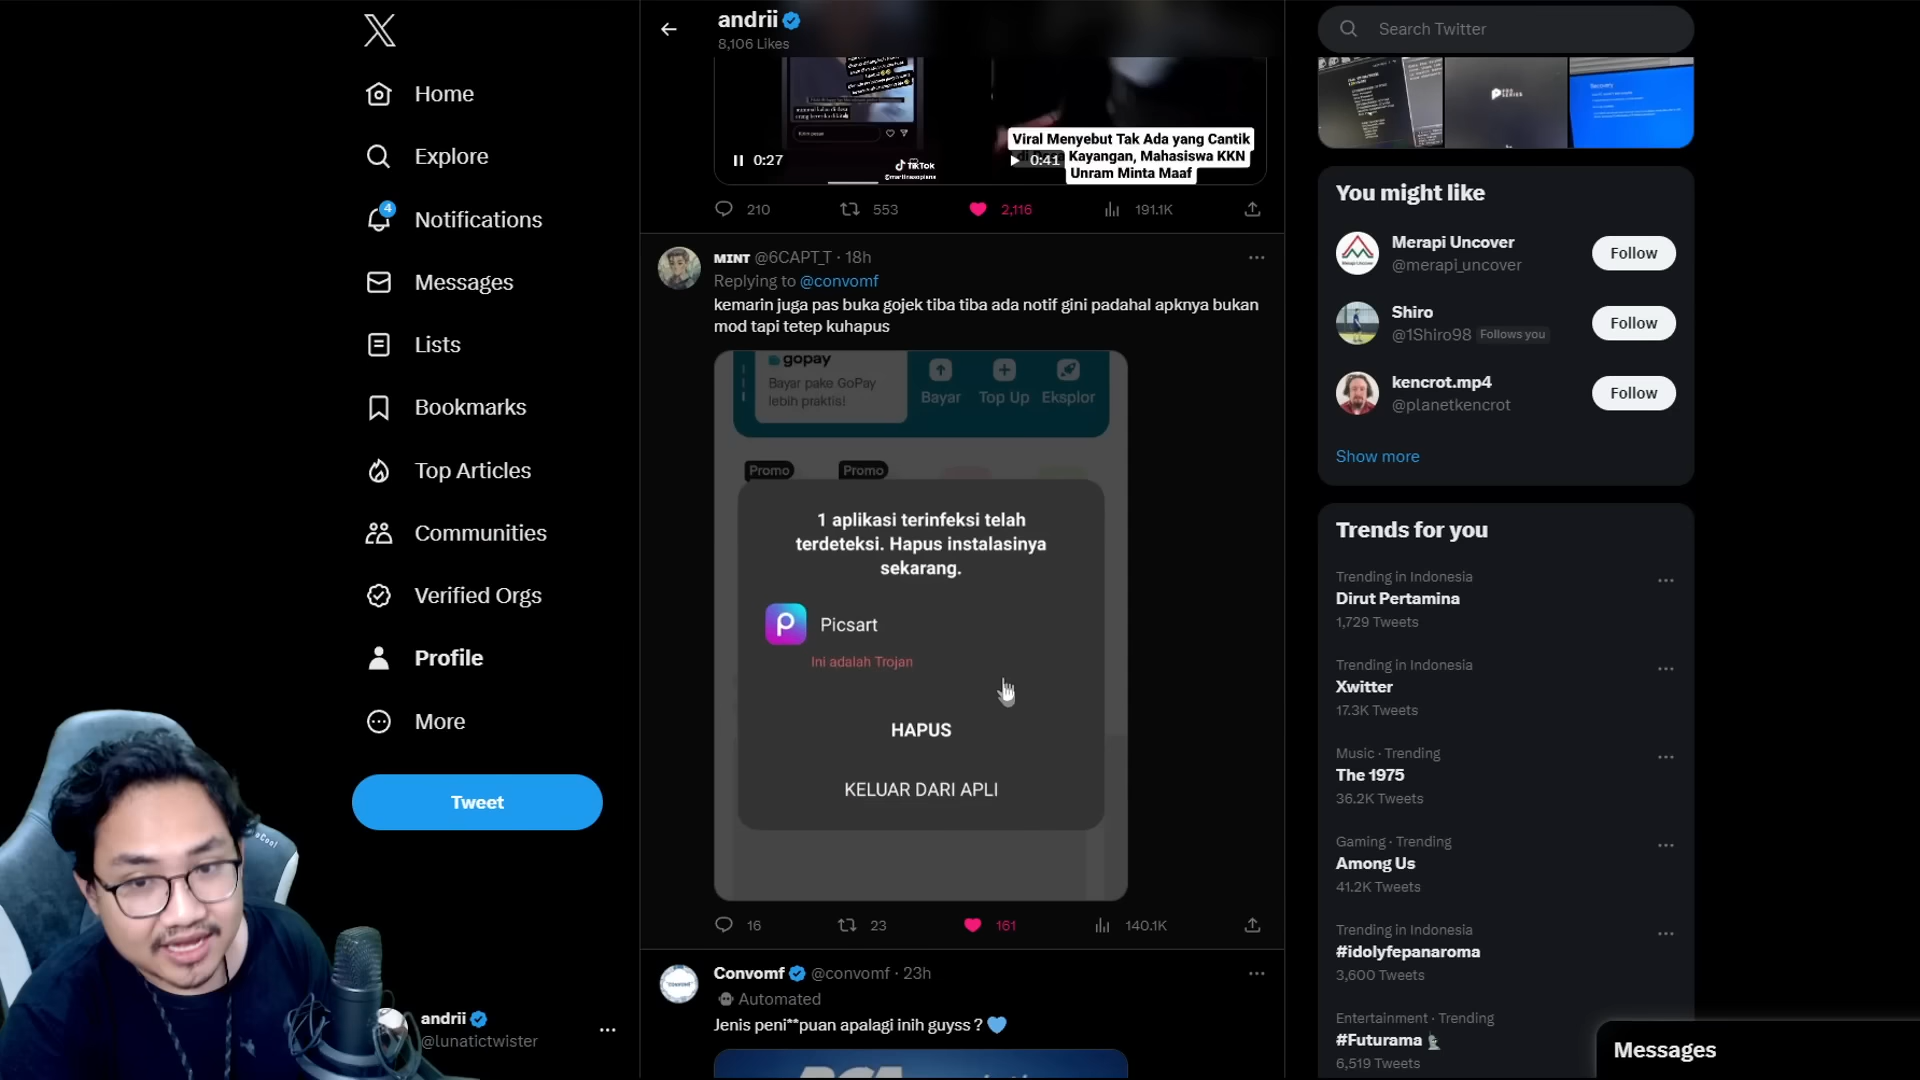 Home
Explore
4
Notifications
Messages
Lists
Bookmarks
Top Articles
Communities
Verified Orgs
Profile
More
Tweet
andrii
@lunatictwister
andrii
8,106 Likes
0:27
TikTok
0:41
Viral Menyebut Tak Ada yang Cantik
Kayangan, Mahasiswa KKN
Unram Minta Maaf
210
553
2,116
191.1K
MINT @6CAPT_T · 18h
Replying to @convomf
kemarin juga pas buka gojek tiba tiba ada notif gini padahal apknya bukan
mod tapi tetep kuhapus
gopay
Bayar pake GoPay
lebih praktis!
Bayar
Top Up
Eksplor
Promo
Promo
1 aplikasi terinfeksi telah
terdeteksi. Hapus instalasinya
sekarang.
Picsart
Ini adalah Trojan
HAPUS
KELUAR DARI APLI
16
23
161
140.1K
Convomf @convomf · 23h
Automated
Jenis peni**puan apalagi inih guyss ?
Search Twitter
Recovery
You might like
Merapi Uncover
@merapi_uncover
Follow
Shiro
@1Shiro98 Follows you
Follow
kencrot.mp4
@planetkencrot
Follow
Show more
Trends for you
Trending in Indonesia
Dirut Pertamina
1,729 Tweets
Trending in Indonesia
Xwitter
17.3K Tweets
Music · Trending
The 1975
36.2K Tweets
Gaming · Trending
Among Us
41.2K Tweets
Trending in Indonesia
#idolyfepanaroma
3,600 Tweets
Entertainment · Trending
#Futurama
6,519 Tweets
Messages